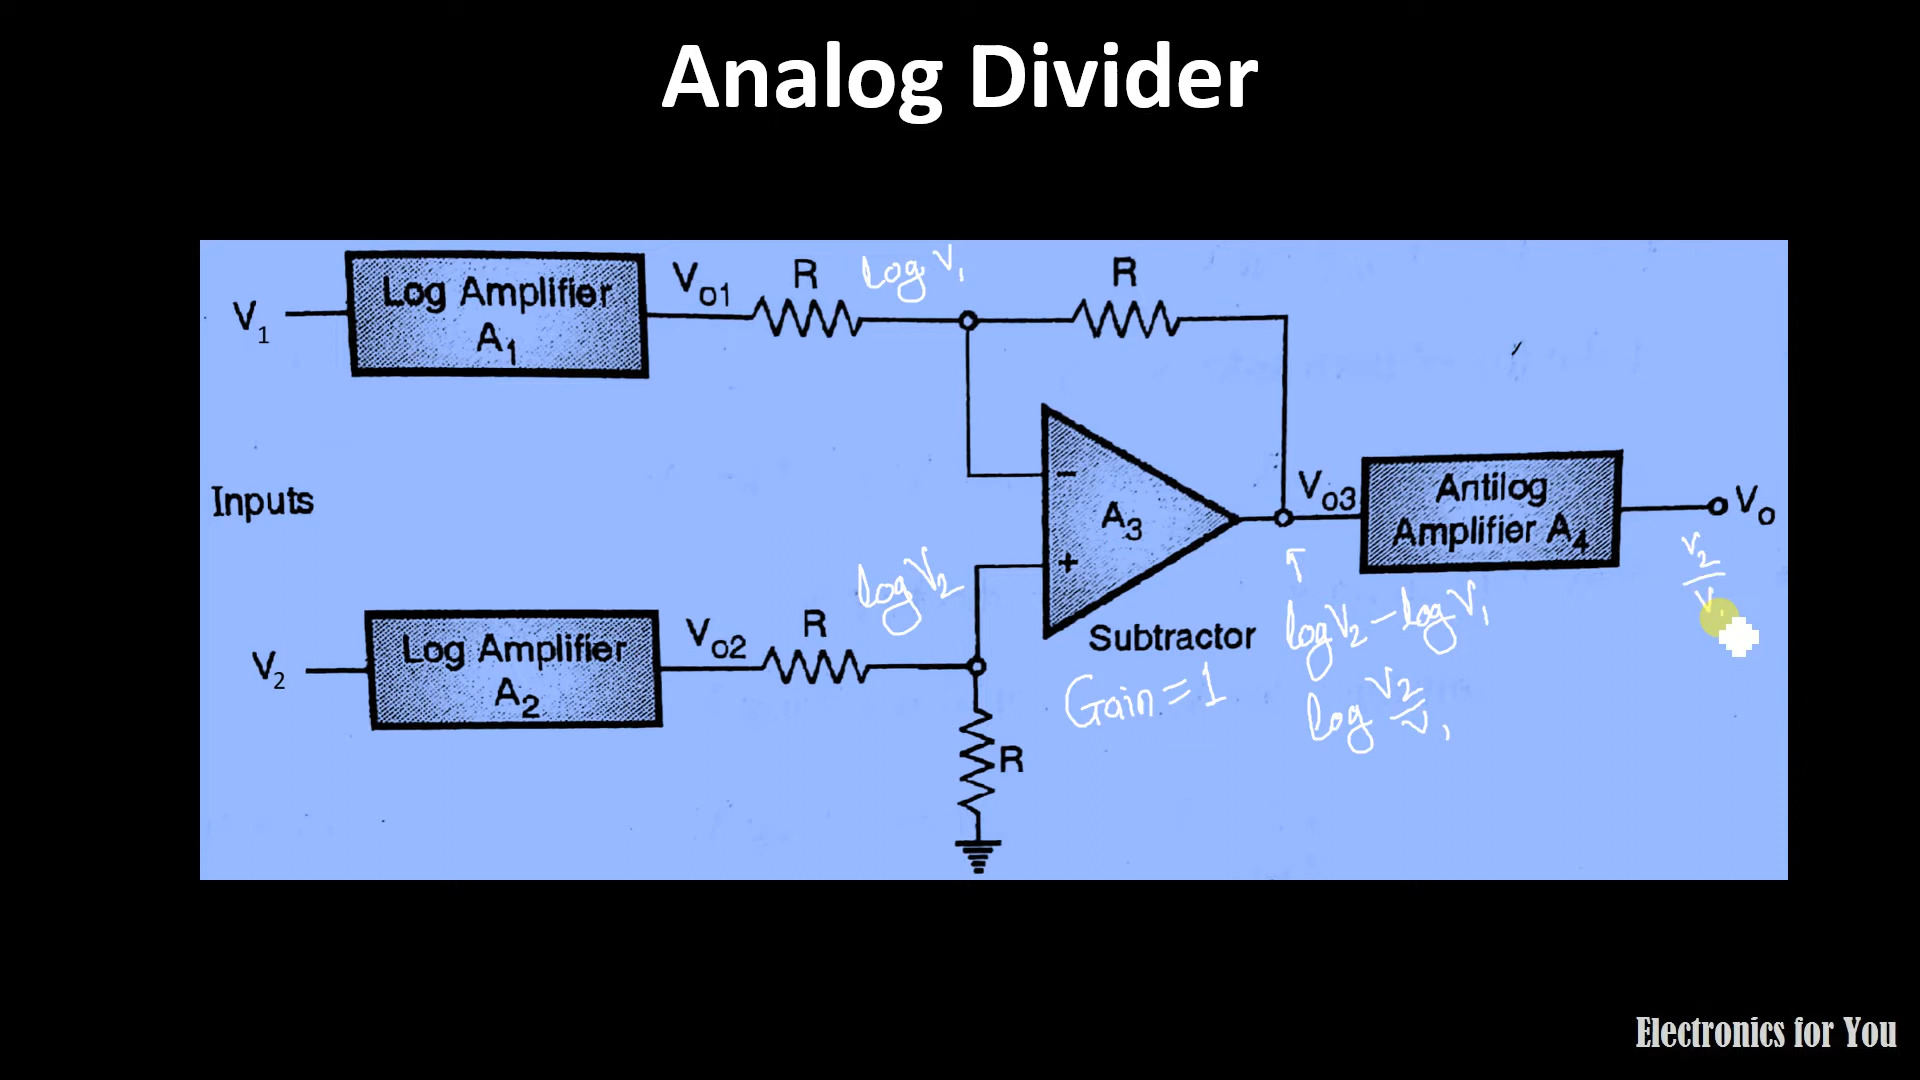 Analog Divider
V1
Log Amplifier
A1
Vo1
R
log V1
R
Inputs
A3
−
+
Vo3
Antilog
Amplifier A4
Vo
V2/V1
log V2
Subtractor
Gain = 1
log V2 − log V1
log V2/V1
V2
Log Amplifier
A2
Vo2
R
R
Electronics for You